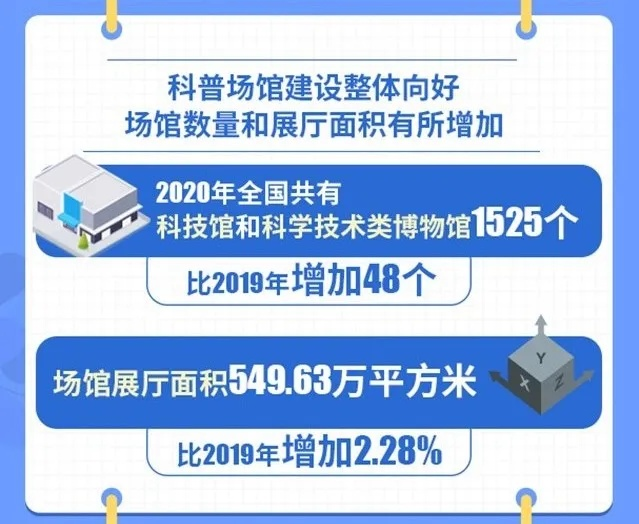 科普场馆建设整体向好
场馆数量和展厅面积有所增加
2020年全国共有
科技馆和科学技术类博物馆1525个
比2019年增加48个
场馆展厅面积549.63万平方米
Y
X Z
比2019年增加2.28%